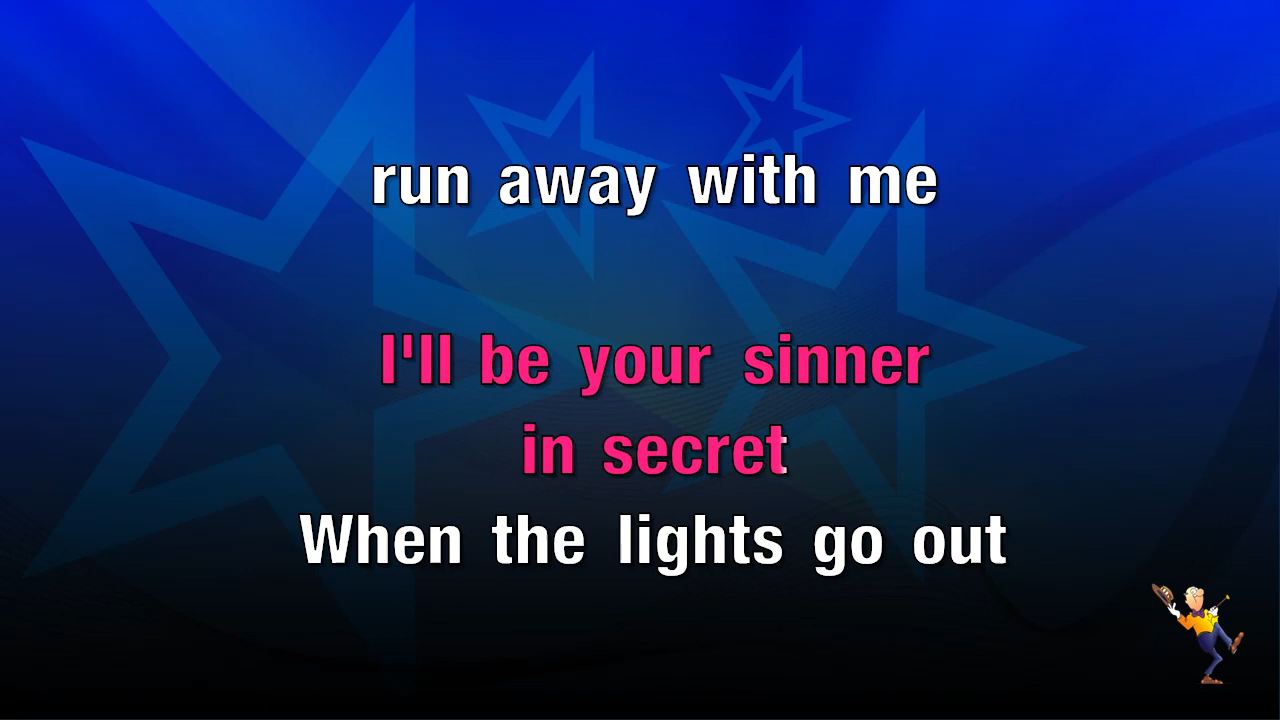 run away with me
I'll be your sinner
in secret
When the lights go out